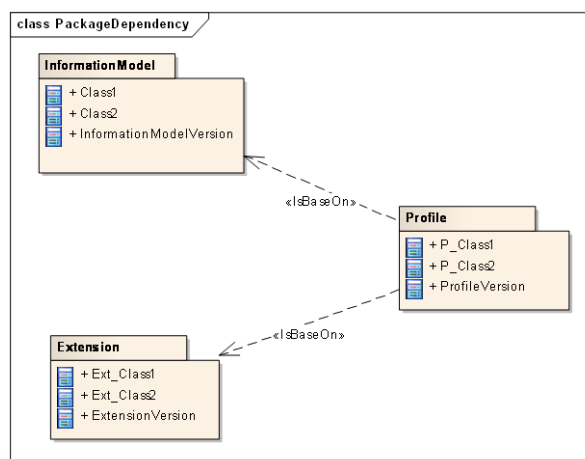 class PackageDependency
InformationModel
+ Class1
+ Class2
+ InformationModelVersion
«IsBaseOn»
Profile
+ P_Class1
+ P_Class2
+ ProfileVersion
«IsBaseOn»
Extension
+ Ext_Class1
+ Ext_Class2
+ ExtensionVersion